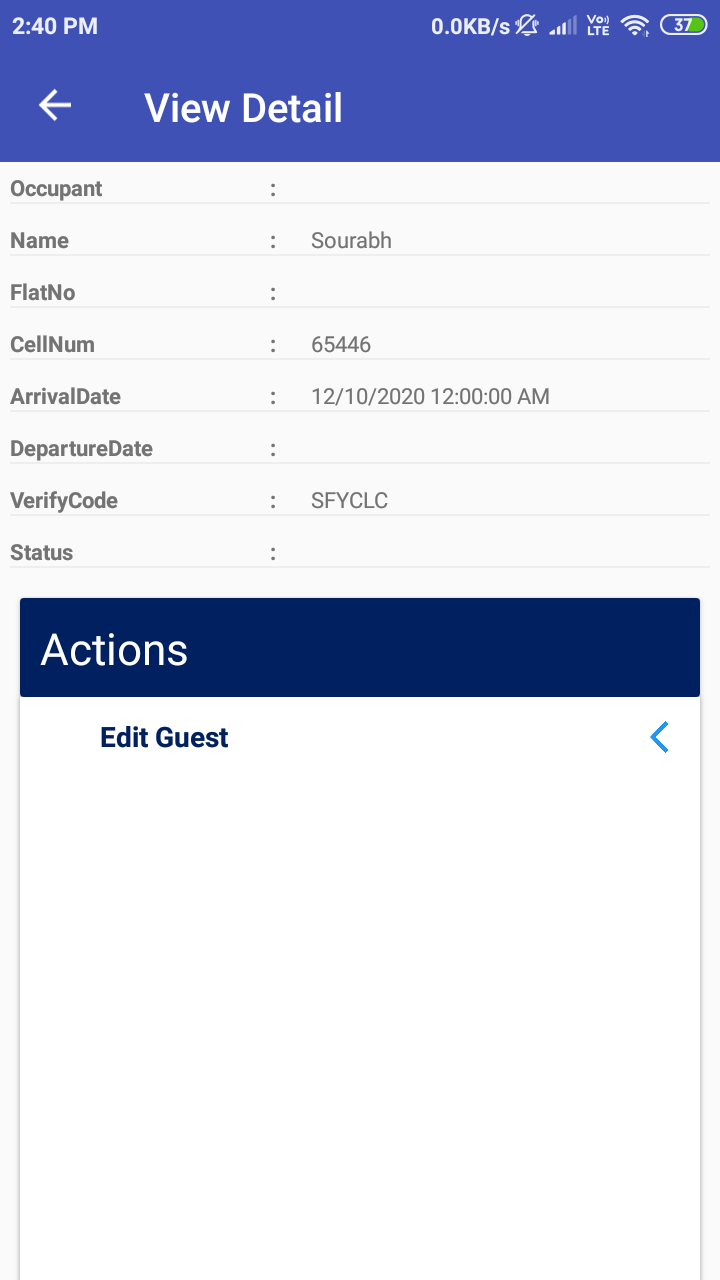 2:40 PM 0.0KB/s Vo LTE 37
View Detail
Occupant :
Name : Sourabh
FlatNo :
CellNum : 65446
ArrivalDate : 12/10/2020 12:00:00 AM
DepartureDate :
VerifyCode : SFYCLC
Status :
Actions
Edit Guest